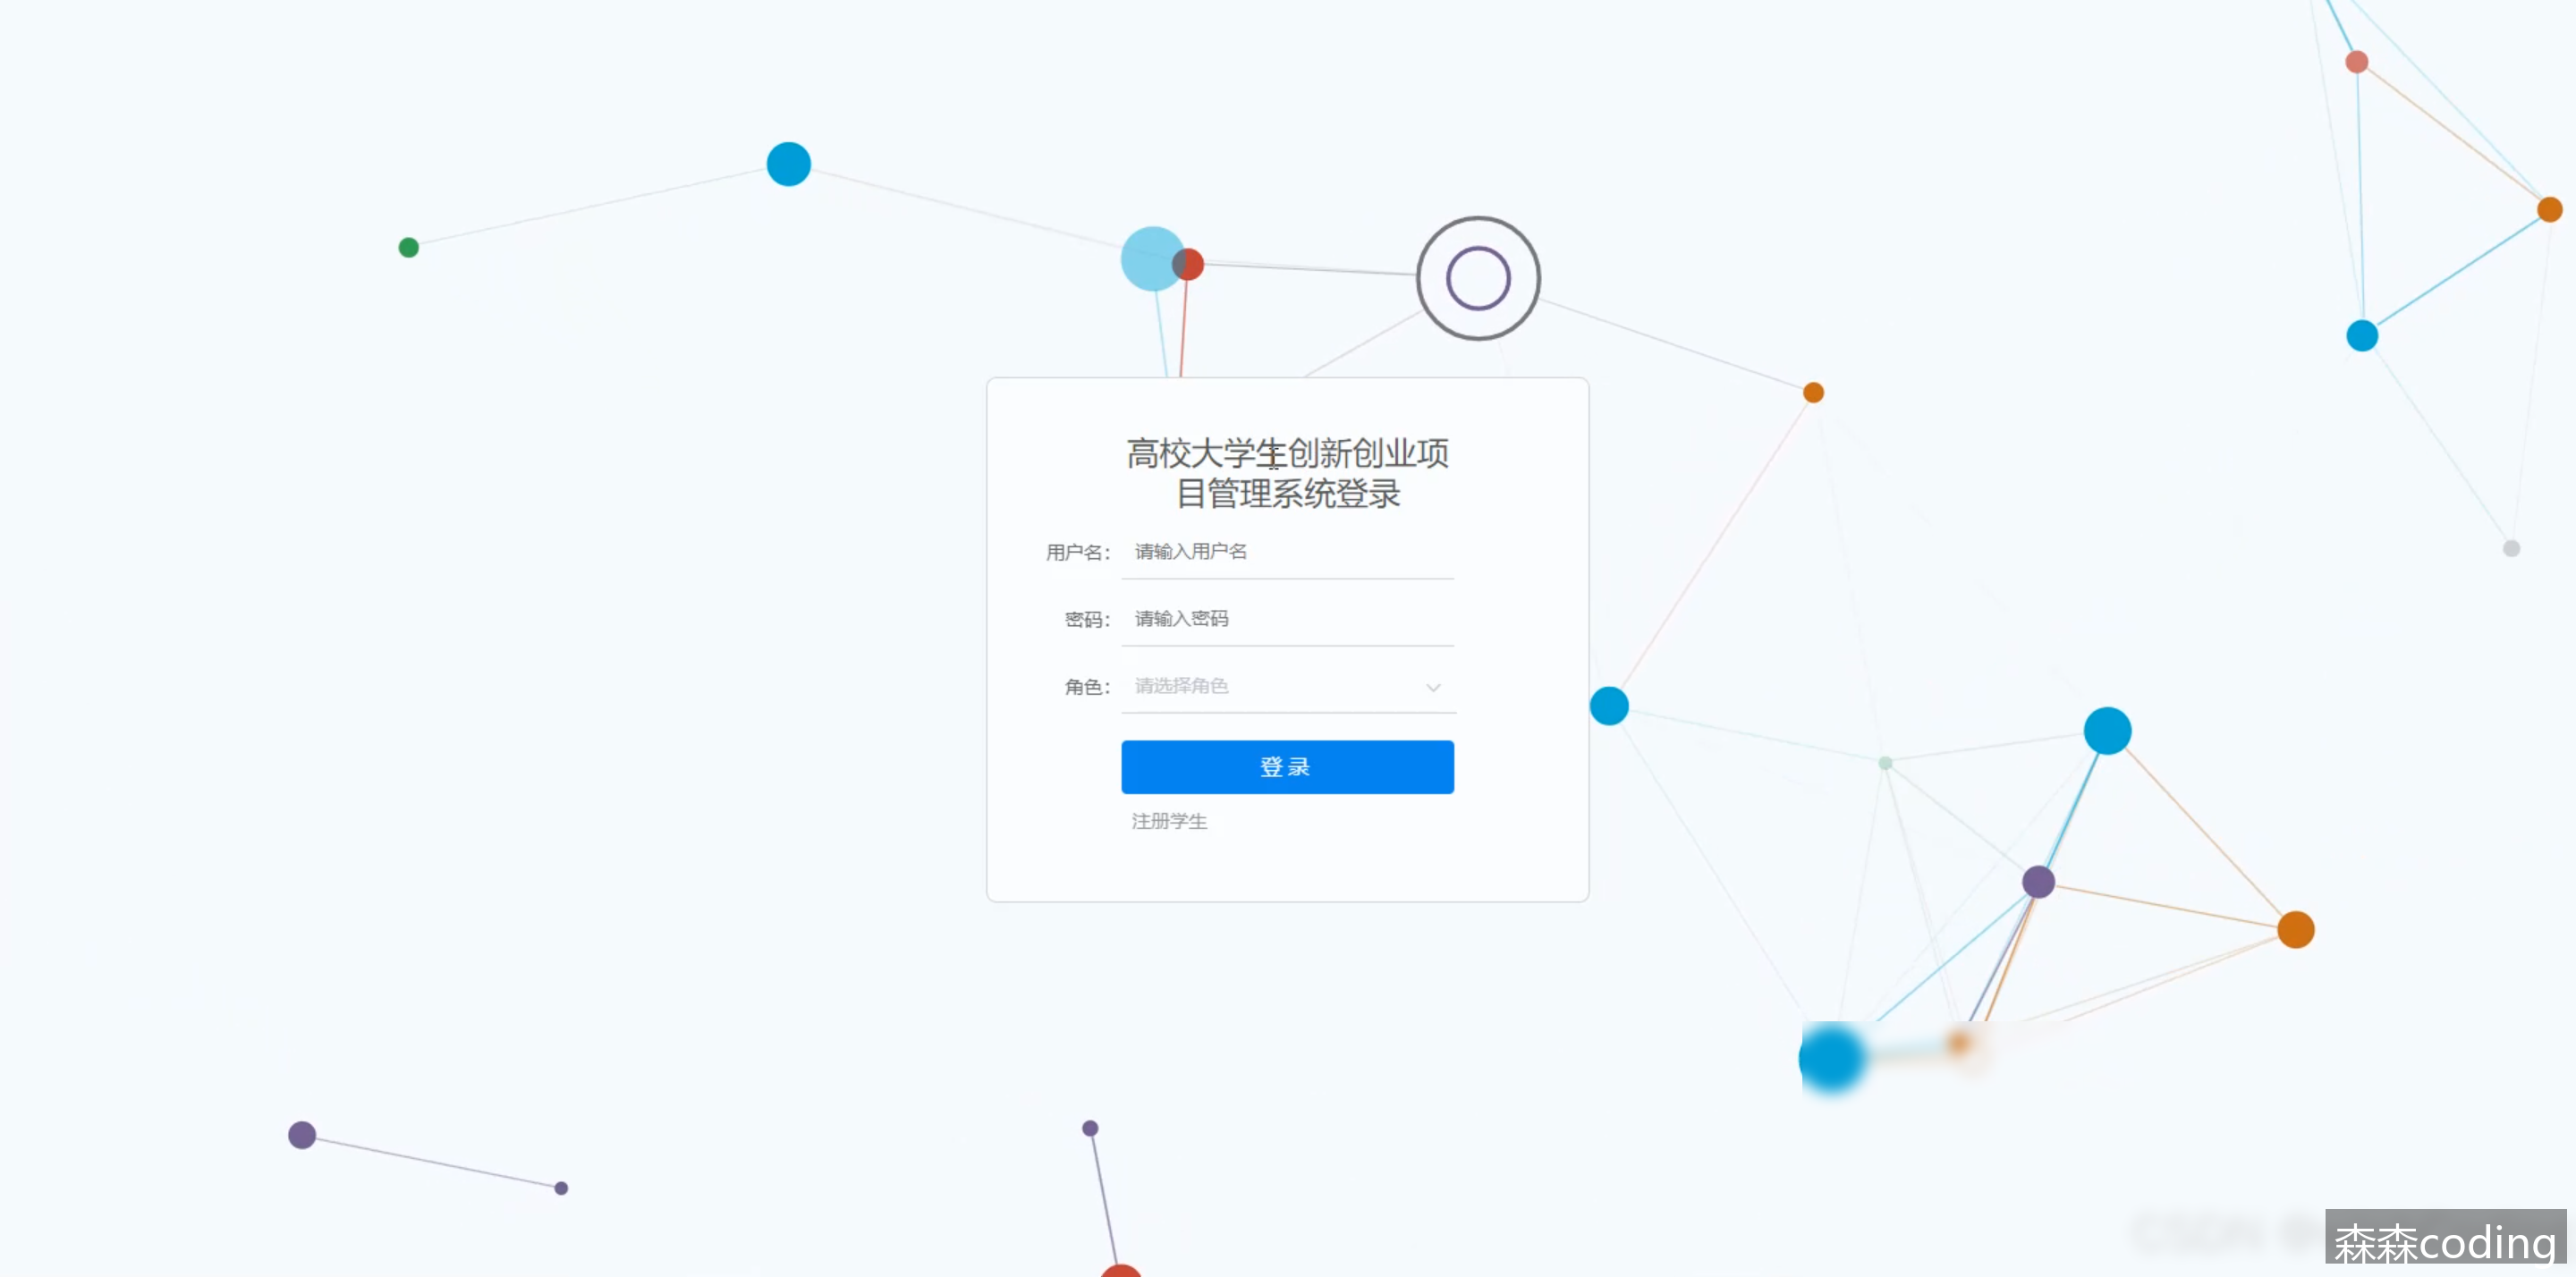 高校大学生创新创业项
目管理系统登录
用户名： 请输入用户名
密码： 请输入密码
角色： 请选择角色
登 录
注册学生
CSDN @
森森coding